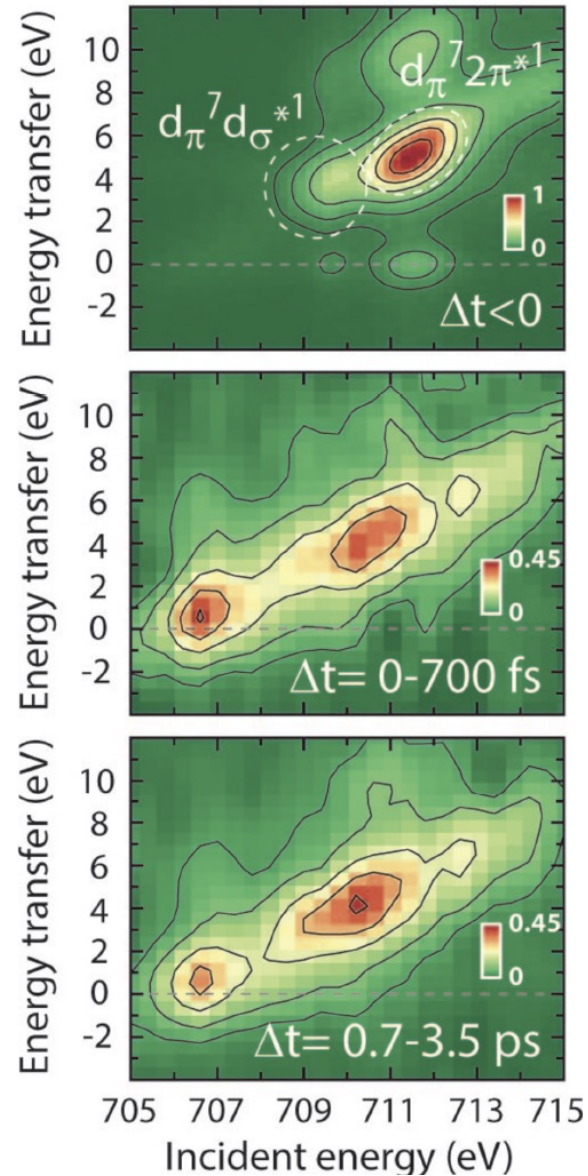 Energy transfer (eV)
10
8
6
4
2
0
-2
dπ⁷dσ*¹
dπ⁷2π*¹
1
0
Δt<0
Energy transfer (eV)
10
8
6
4
2
0
-2
0.45
0
Δt= 0-700 fs
Energy transfer (eV)
10
8
6
4
2
0
-2
0.45
0
Δt= 0.7-3.5 ps
705 707 709 711 713 715
Incident energy (eV)